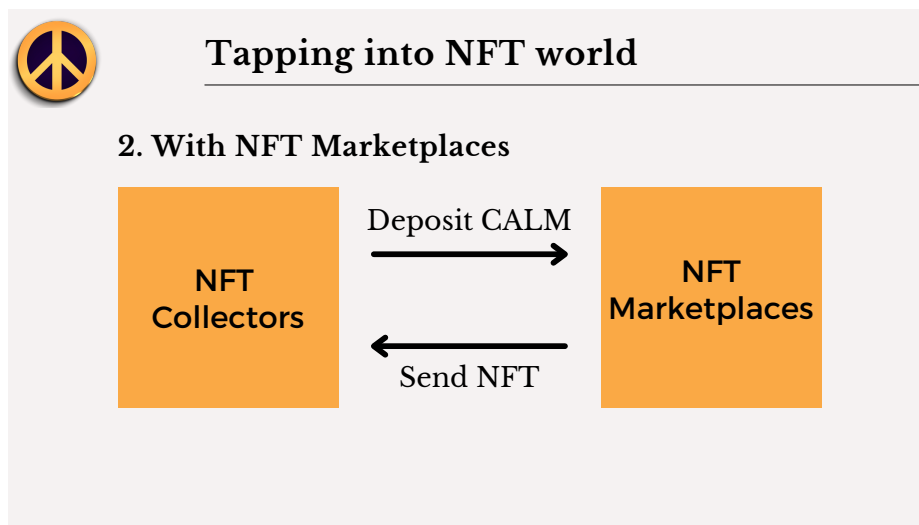 Tapping into NFT world
2. With NFT Marketplaces
Deposit CALM
NFT
Collectors
NFT
Marketplaces
Send NFT